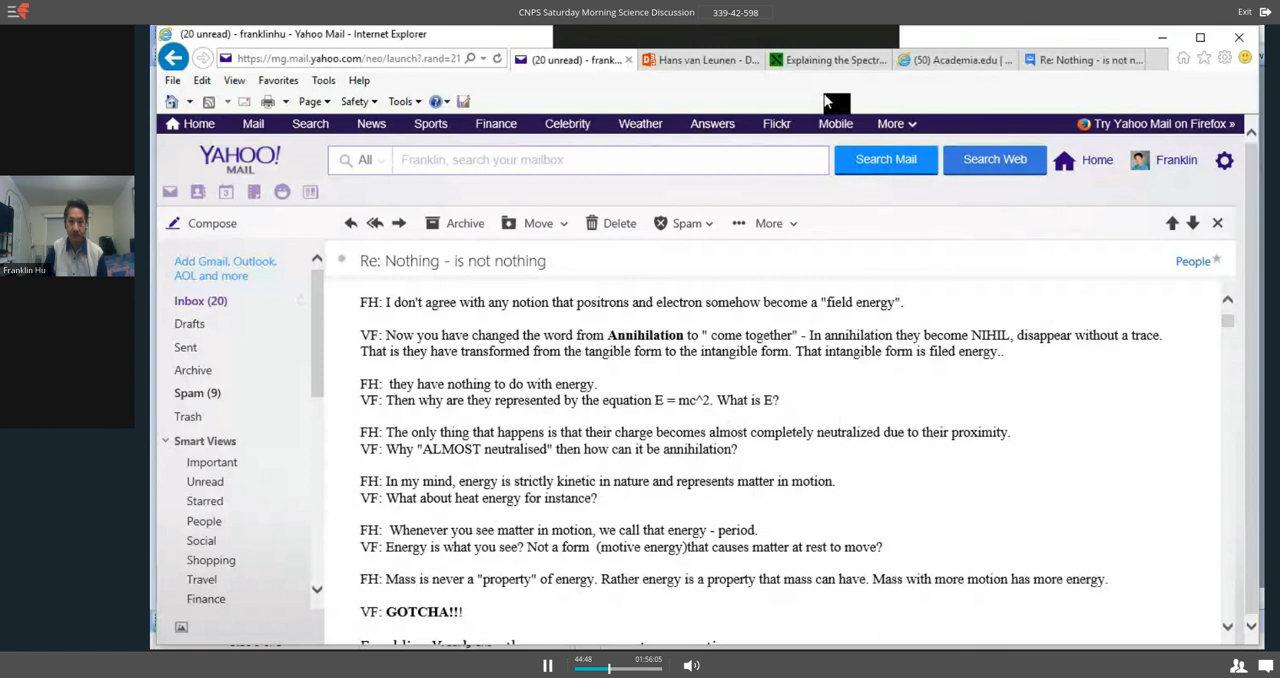 CNPS Saturday Morning Science Discussion 339-42-598 Exit
(20 unread) - franklinhu - Yahoo Mail - Internet Explorer
https://mg.mail.yahoo.com/neo/launch?.rand=21 (20 unread) - frank... Hans van Leunen - D... Explaining the Spectr... (50) Academia.edu | ... Re: Nothing - is not n...
File Edit View Favorites Tools Help
Page Safety Tools
Home Mail Search News Sports Finance Celebrity Weather Answers Flickr Mobile More Try Yahoo Mail on Firefox »
YAHOO!
MAIL
All Franklin, search your mailbox Search Mail Search Web Home Franklin
Compose Archive Move Delete Spam More
Franklin Hu
Add Gmail, Outlook,
AOL and more
Inbox (20)
Drafts
Sent
Archive
Spam (9)
Trash
Smart Views
Important
Unread
Starred
People
Social
Shopping
Travel
Finance
Re: Nothing - is not nothing People
FH: I don't agree with any notion that positrons and electron somehow become a "field energy".
VF: Now you have changed the word from Annihilation to " come together" - In annihilation they become NIHIL, disappear without a trace.
That is they have transformed from the tangible form to the intangible form. That intangible form is filed energy..
FH: they have nothing to do with energy.
VF: Then why are they represented by the equation E = mc^2. What is E?
FH: The only thing that happens is that their charge becomes almost completely neutralized due to their proximity.
VF: Why "ALMOST neutralised" then how can it be annihilation?
FH: In my mind, energy is strictly kinetic in nature and represents matter in motion.
VF: What about heat energy for instance?
FH: Whenever you see matter in motion, we call that energy - period.
VF: Energy is what you see? Not a form (motive energy)that causes matter at rest to move?
FH: Mass is never a "property" of energy. Rather energy is a property that mass can have. Mass with more motion has more energy.
VF: GOTCHA!!!
44:48 01:56:05